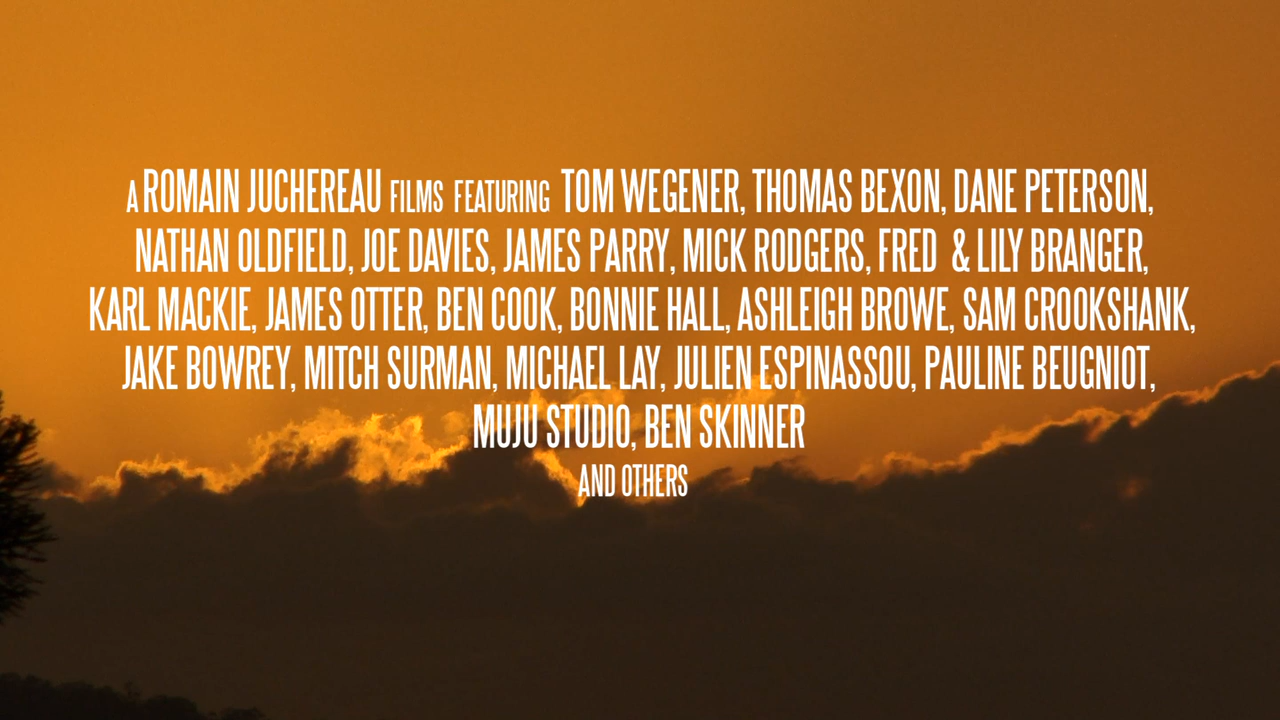 A ROMAIN JUCHEREAU FILMS FEATURING TOM WEGENER, THOMAS BEXON, DANE PETERSON,
NATHAN OLDFIELD, JOE DAVIES, JAMES PARRY, MICK RODGERS, FRED & LILY BRANGER,
KARL MACKIE, JAMES OTTER, BEN COOK, BONNIE HALL, ASHLEIGH BROWE, SAM CROOKSHANK,
JAKE BOWREY, MITCH SURMAN, MICHAEL LAY, JULIEN ESPINASSOU, PAULINE BEUGNIOT,
MUJU STUDIO, BEN SKINNER
AND OTHERS